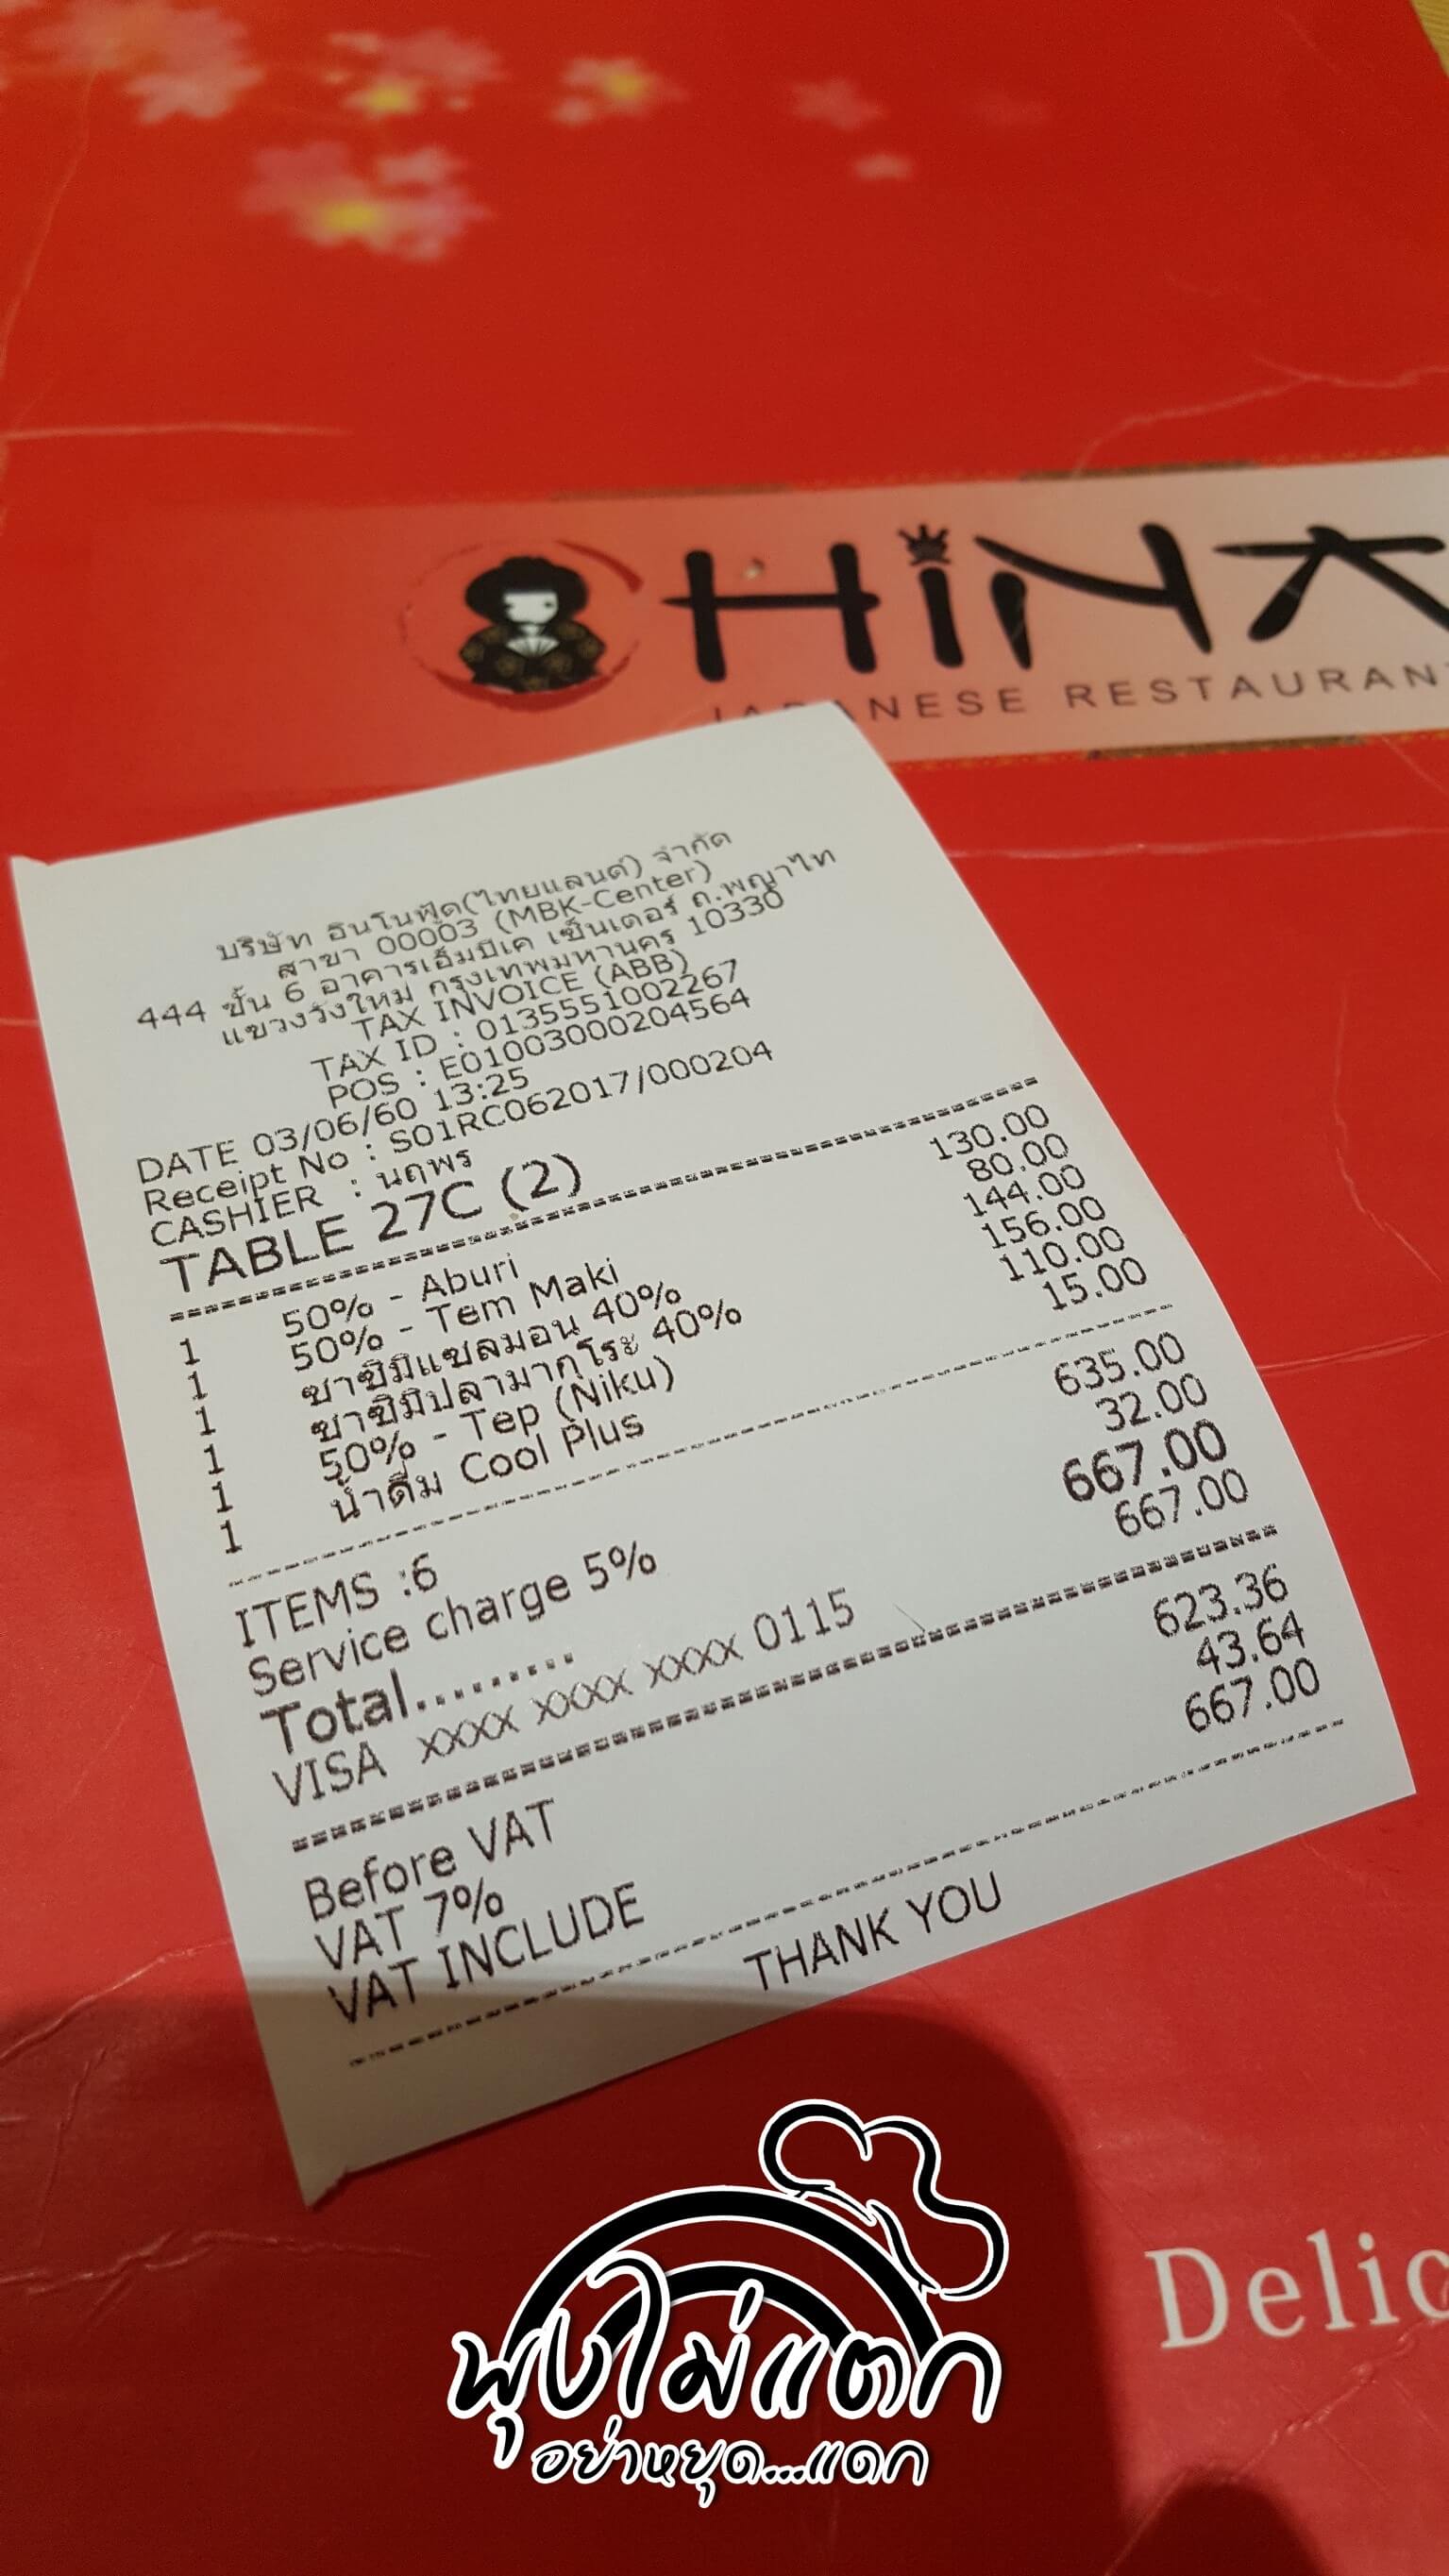 HINK
JAPANESE RESTAURANT
บริษัท อินโนฟู้ด(ไทยแลนด์) จำกัด
สาขา 00003 (MBK-Center)
444 ชั้น 6 อาคารเอ็มบีเค เซ็นเตอร์ ถ.พญาไท
แขวงวังใหม่ กรุงเทพมหานคร 10330
TAX INVOICE (ABB)
TAX ID : 0135551002267
POS : E01003000204564
DATE 03/06/60 13:25
Receipt No : S01RC062017/000204
CASHIER : นฤพร
TABLE 27C (2)
1 50% - Aburi 130.00
1 50% - Tem Maki 80.00
1 ซาซิมิแซลมอน 40% 144.00
1 ซาซิมิปลามากุโระ 40% 156.00
1 50% - Tep (Niku) 110.00
1 น้ำดื่ม Cool Plus 15.00
ITEMS :6 635.00
Service charge 5% 32.00
Total......... 667.00
VISA xxxx xxxx xxxx 0115 667.00
Before VAT 623.36
VAT 7% 43.64
VAT INCLUDE 667.00
THANK YOU
Delic
พุงไม่แตก
อย่าหยุด...แดก